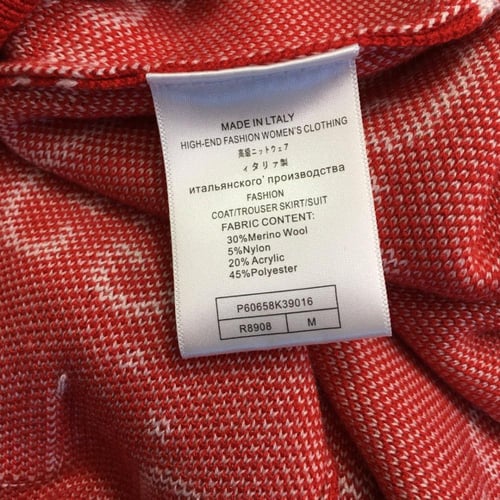 MADE IN LTALY
HIGH-END FASHION WOMEN'S CLOTHING
高級ニットウェア
イタリア製
итальянского' производства
FASHION
COAT/TROUSER SKIRT/SUIT
FABRIC CONTENT:
30%Merino Wool
5%Nylon
20% Acrylic
45%Polyester
P60658K39016
R8908 M